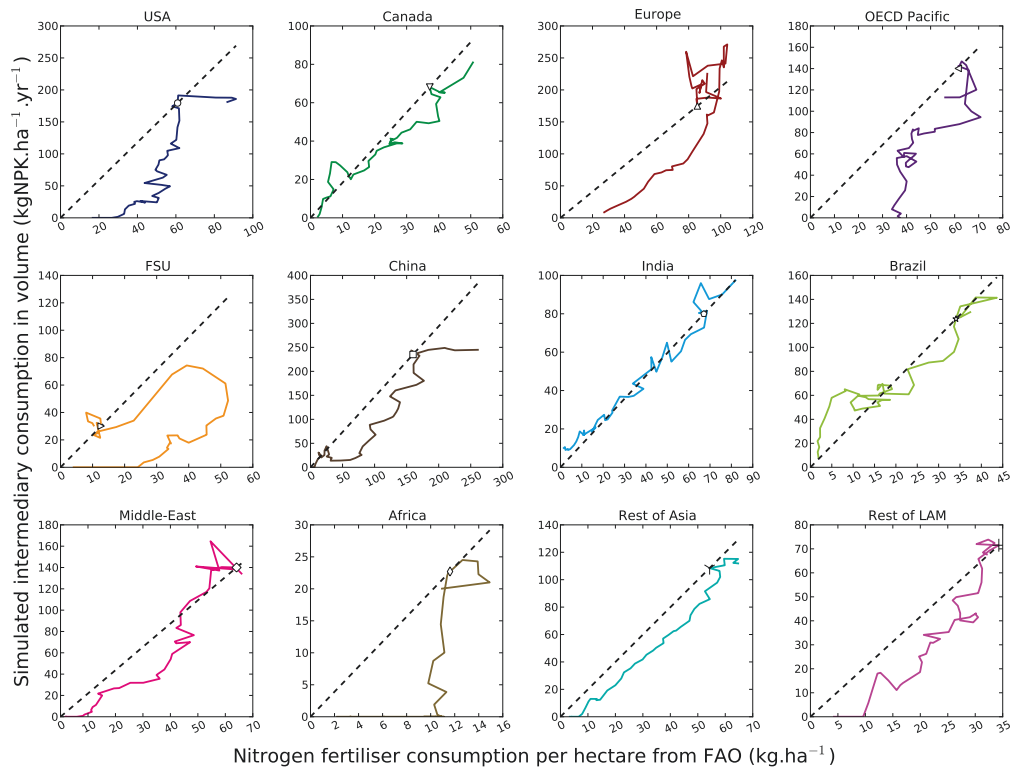 USA Canada Europe OECD Pacific
300 250 200 150 100 50 0
0 20 40 60 80 100
100 80 60 40 20 0
0 10 20 30 40 50 60
300 250 200 150 100 50 0
0 20 40 60 80 100 120
160 140 120 100 80 60 40 20 0
0 10 20 30 40 50 60 70 80
FSU China India Brazil
140 120 100 80 60 40 20 0
0 10 20 30 40 50 60
400 350 300 250 200 150 100 50 0
0 50 100 150 200 250 300
100 80 60 40 20 0
0 10 20 30 40 50 60 70 80 90
160 140 120 100 80 60 40 20 0
0 5 10 15 20 25 30 35 40 45
Middle-East Africa Rest of Asia Rest of LAM
180 160 140 120 100 80 60 40 20 0
0 10 20 30 40 50 60 70
30 25 20 15 10 5 0
0 2 4 6 8 10 12 14 16
140 120 100 80 60 40 20 0
0 10 20 30 40 50 60 70
80 70 60 50 40 30 20 10 0
0 5 10 15 20 25 30 35
Simulated intermediary consumption in volume (kgNPK.ha⁻¹.yr⁻¹)
Nitrogen fertiliser consumption per hectare from FAO (kg.ha⁻¹)